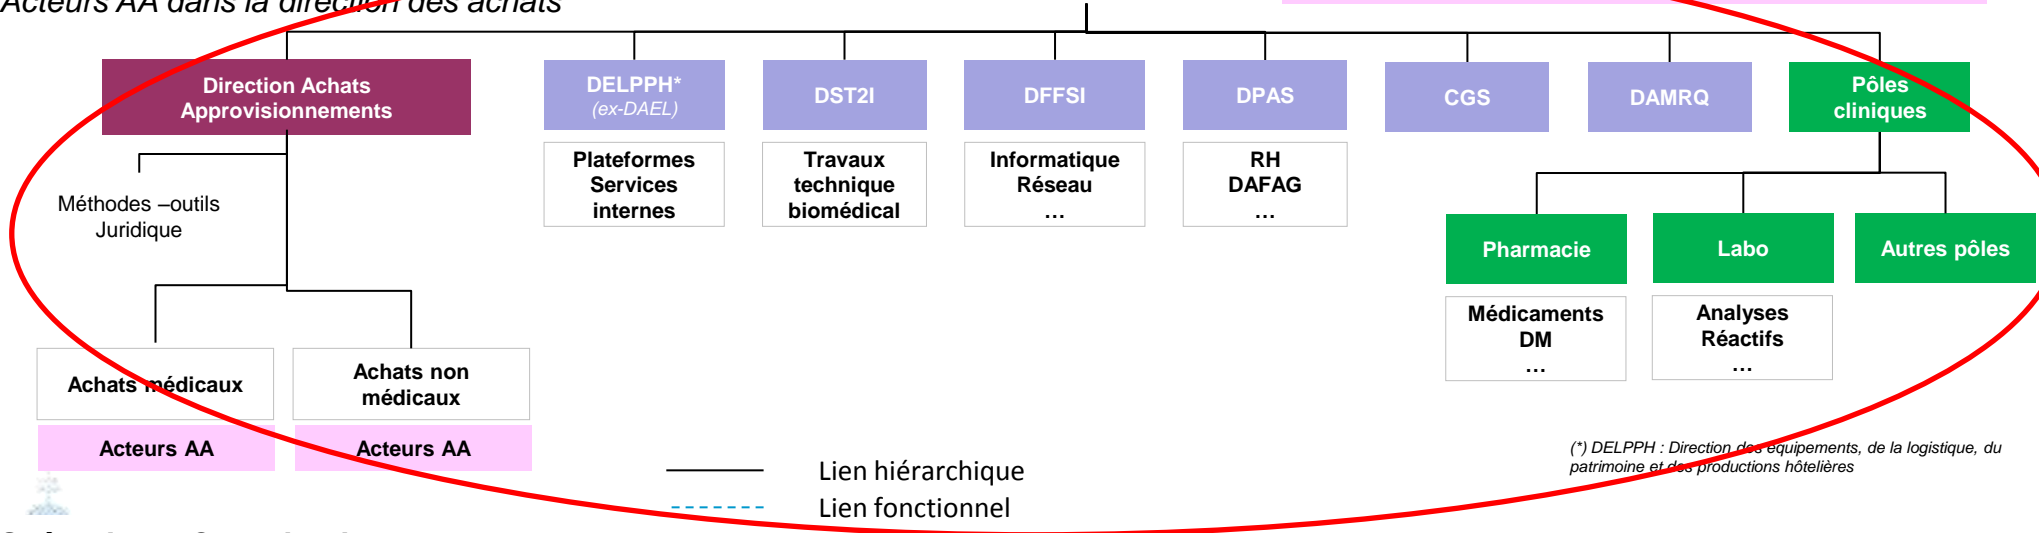 Acteurs AA dans la direction des achats
Direction Achats
Approvisionnements
DELPPH*
(ex-DAEL)
DST2I
DFFSI
DPAS
CGS
DAMRQ
Pôles
cliniques
Plateformes
Services
internes
Travaux
technique
biomédical
Informatique
Réseau
…
RH
DAFAG
…
Méthodes –outils
Juridique
Pharmacie
Labo
Autres pôles
Médicaments
DM
…
Analyses
Réactifs
…
Achats médicaux
Achats non
médicaux
Acteurs AA
Acteurs AA
(*) DELPPH : Direction des équipements, de la logistique, du
patrimoine et des productions hôtelières
Lien hiérarchique
Lien fonctionnel